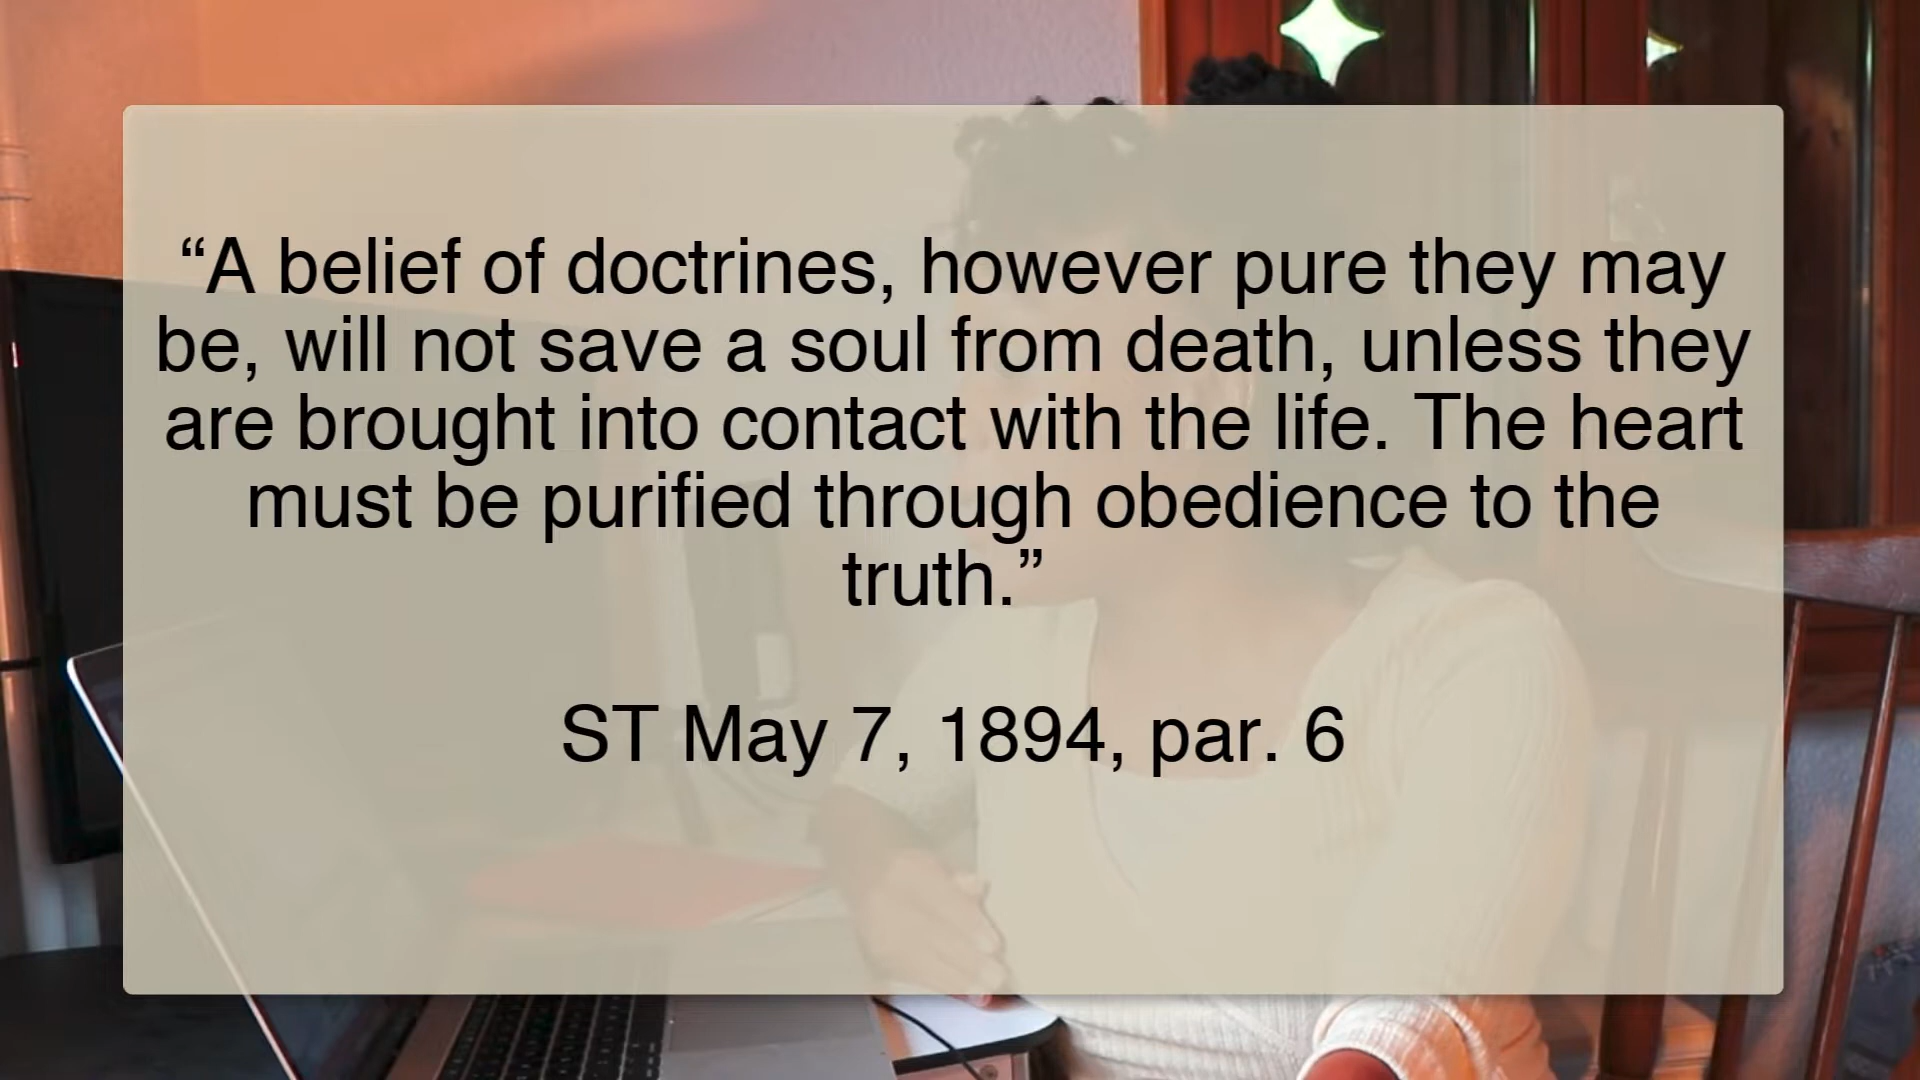 “A belief of doctrines, however pure they may
be, will not save a soul from death, unless they
are brought into contact with the life. The heart
must be purified through obedience to the
truth.”
ST May 7, 1894, par. 6